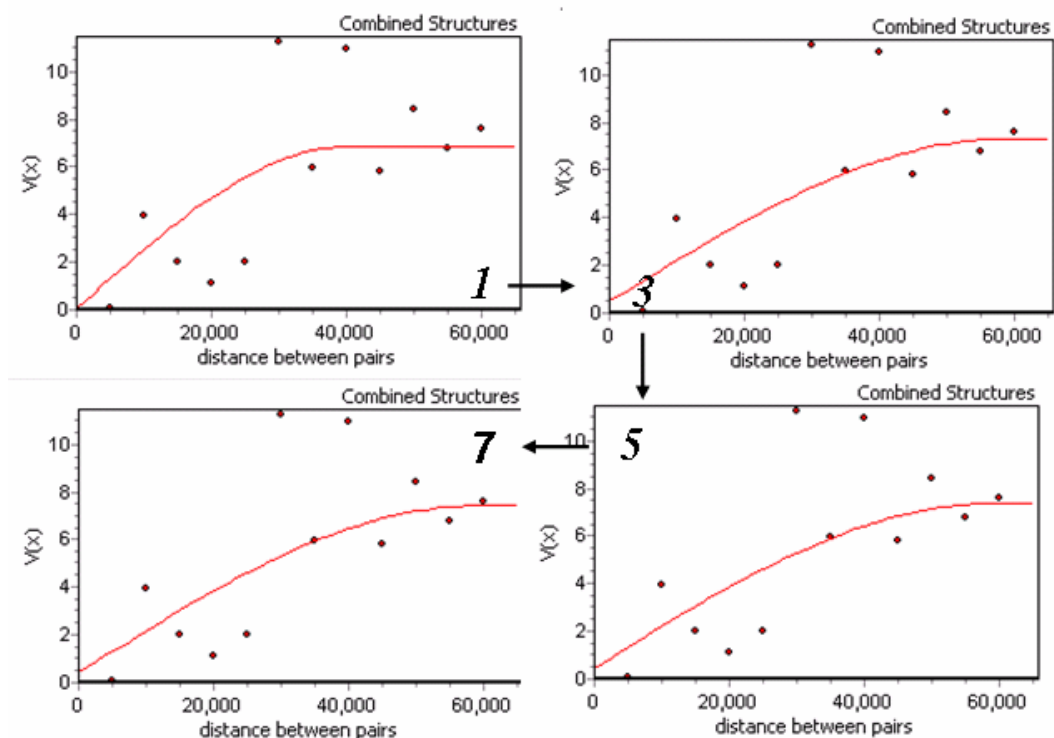 Combined Structures
V(x)
10
8
6
4
2
0
1
0 20,000 40,000 60,000
distance between pairs
Combined Structures
V(x)
10
8
6
4
2
0
3
0 20,000 40,000 60,000
distance between pairs
Combined Structures
V(x)
10
8
6
4
2
0
7
0 20,000 40,000 60,000
distance between pairs
Combined Structures
V(x)
10
8
6
4
2
0
5
0 20,000 40,000 60,000
distance between pairs